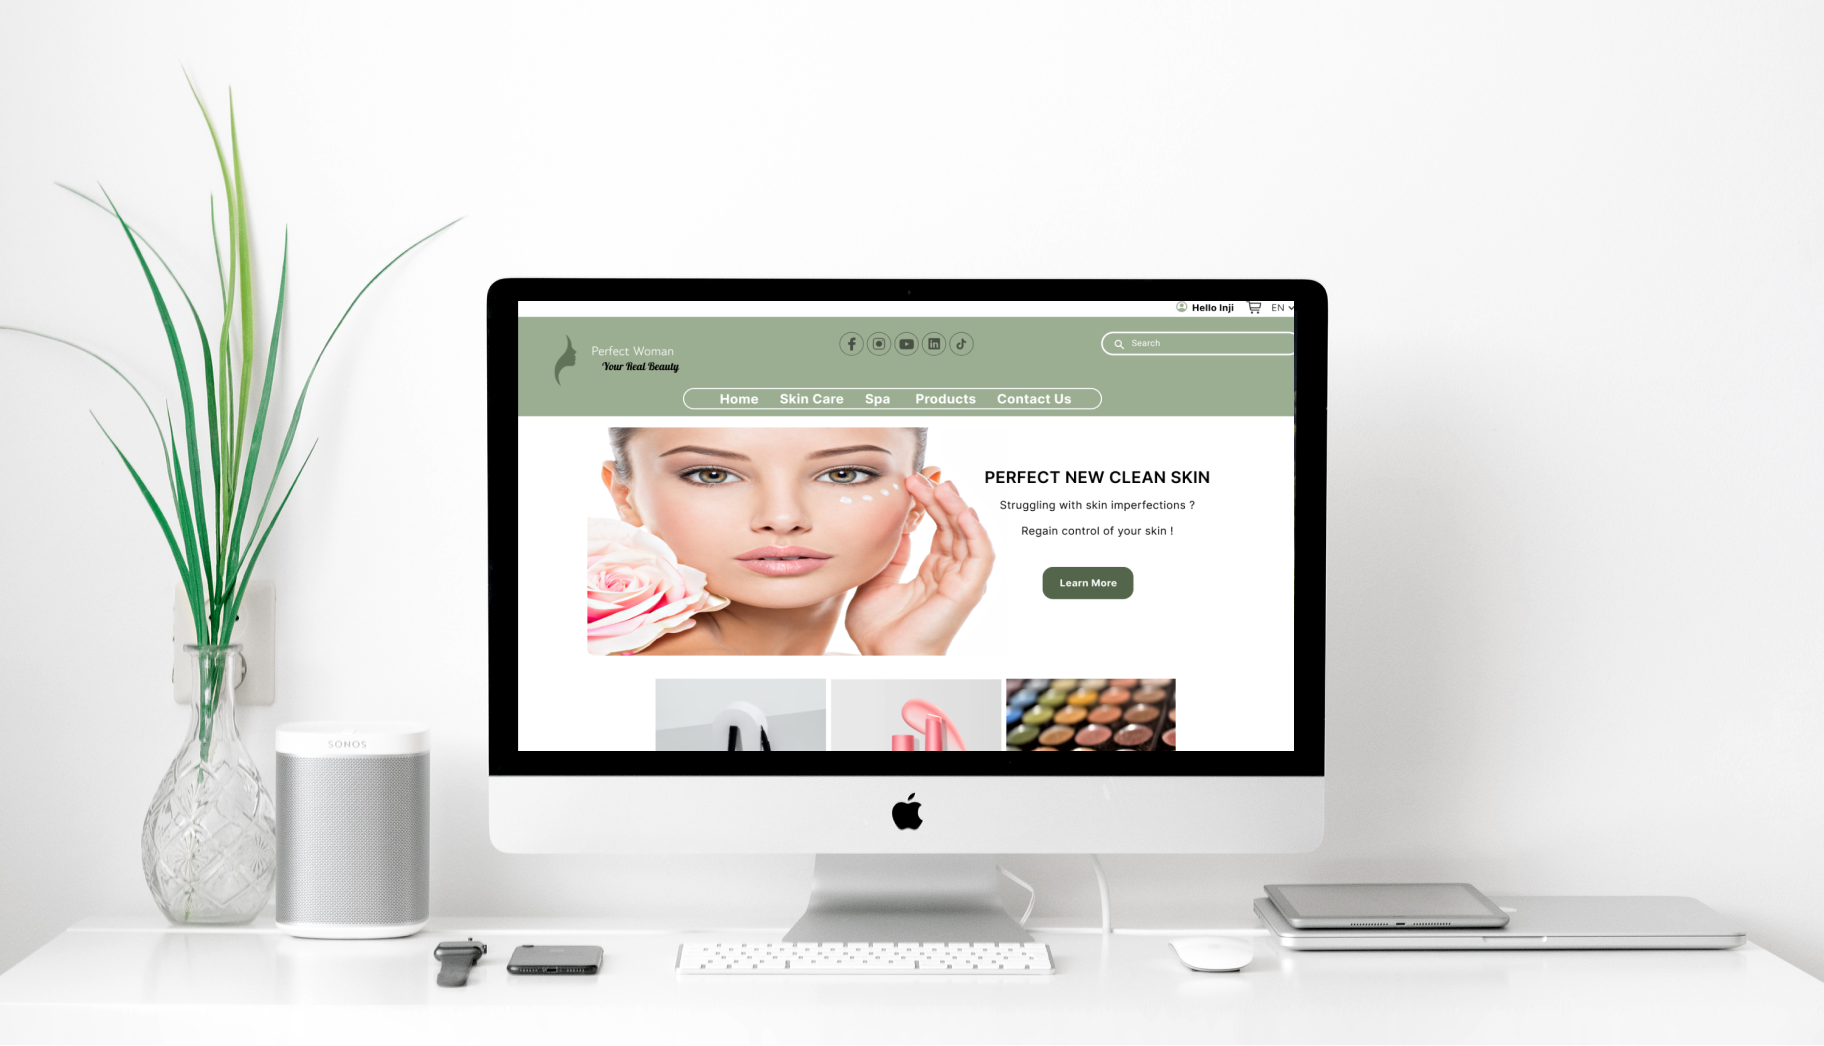 Hello Inji
EN
Perfect Woman
Your Real Beauty
Search
Home Skin Care Spa Products Contact Us
PERFECT NEW CLEAN SKIN
Struggling with skin imperfections ?
Regain control of your skin !
Learn More
SONOS